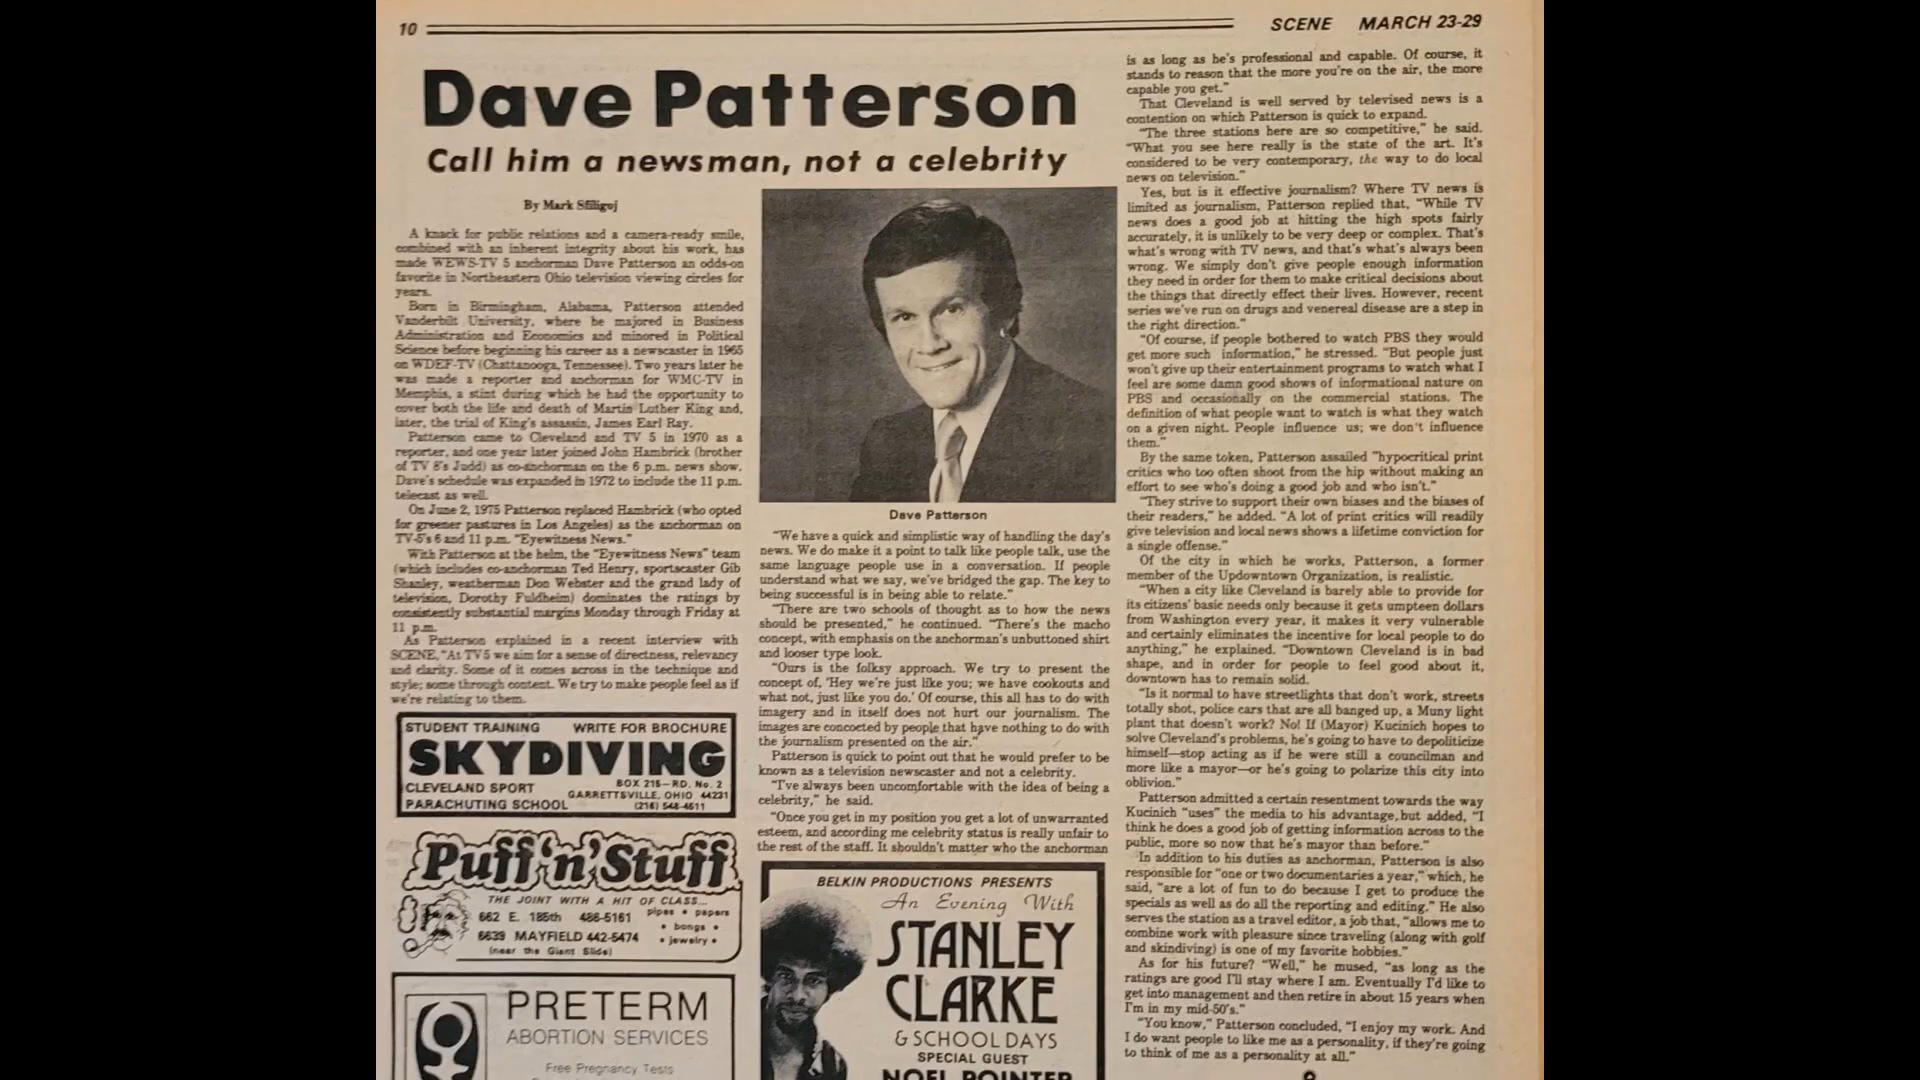 10
SCENE MARCH 23-29
Dave Patterson
Call him a newsman, not a celebrity
By Mark Sfiligoj
A knack for public relations and a camera-ready smile,
combined with an inherent integrity about his work, has
made WEWS-TV 5 anchorman Dave Patterson an odds-on
favorite in Northeastern Ohio television viewing circles for
years.
Born in Birmingham, Alabama, Patterson attended
Vanderbilt University, where he majored in Business
Administration and Economics and minored in Political
Science before beginning his career as a newscaster in 1965
on WDEF-TV (Chattanooga, Tennessee). Two years later he
was made a reporter and anchorman for WMC-TV in
Memphis, a stint during which he had the opportunity to
cover both the life and death of Martin Luther King and,
later, the trial of King's assassin, James Earl Ray.
Patterson came to Cleveland and TV 5 in 1970 as a
reporter, and one year later joined John Hambrick (brother
of TV 8's Judd) as co-anchorman on the 6 p.m. news show.
Dave's schedule was expanded in 1972 to include the 11 p.m.
telecast as well.
On June 2, 1975 Patterson replaced Hambrick (who opted
for greener pastures in Los Angeles) as the anchorman on
TV-5's 6 and 11 p.m. "Eyewitness News."
With Patterson at the helm, the "Eyewitness News" team
(which includes co-anchorman Ted Henry, sportscaster Gib
Shanley, weatherman Don Webster and the grand lady of
television, Dorothy Fuldheim) dominates the ratings by
consistently substantial margins Monday through Friday at
11 p.m.
As Patterson explained in a recent interview with
SCENE, "At TV 5 we aim for a sense of directness, relevancy
and clarity. Some of it comes across in the technique and
style; some through content. We try to make people feel as if
we're relating to them.
STUDENT TRAINING WRITE FOR BROCHURE
SKYDIVING
CLEVELAND SPORT
PARACHUTING SCHOOL
BOX 215-RD. No. 2
GARRETTSVILLE, OHIO 44231
(216) 548-4511
Puff 'n' Stuff
THE JOINT WITH A HIT OF CLASS...
662 E. 185th 486-5161
6639 MAYFIELD 442-5474
(near the Giant Slide)
pipes • papers
• bongs •
• jewelry •
PRETERM
ABORTION SERVICES
Free Pregnancy Tests
Dave Patterson
"We have a quick and simplistic way of handling the day's
news. We do make it a point to talk like people talk, use the
same language people use in a conversation. If people
understand what we say, we've bridged the gap. The key to
being successful is in being able to relate."
"There are two schools of thought as to how the news
should be presented," he continued. "There's the macho
concept, with emphasis on the anchorman's unbuttoned shirt
and looser type look.
"Ours is the folksy approach. We try to present the
concept of, 'Hey we're just like you; we have cookouts and
what not, just like you do.' Of course, this all has to do with
imagery and in itself does not hurt our journalism. The
images are concocted by people that have nothing to do with
the journalism presented on the air."
Patterson is quick to point out that he would prefer to be
known as a television newscaster and not a celebrity.
"I've always been uncomfortable with the idea of being a
celebrity," he said.
"Once you get in my position you get a lot of unwarranted
esteem, and according me celebrity status is really unfair to
the rest of the staff. It shouldn't matter who the anchorman
BELKIN PRODUCTIONS PRESENTS
An Evening With
STANLEY
CLARKE
& SCHOOL DAYS
SPECIAL GUEST
NOEL POINTER
is as long as he's professional and capable. Of course, it
stands to reason that the more you're on the air, the more
capable you get."
That Cleveland is well served by televised news is a
contention on which Patterson is quick to expand.
"The three stations here are so competitive," he said.
"What you see here really is the state of the art. It's
considered to be very contemporary, the way to do local
news on television."
Yes, but is it effective journalism? Where TV news is
limited as journalism, Patterson replied that, "While TV
news does a good job at hitting the high spots fairly
accurately, it is unlikely to be very deep or complex. That's
what's wrong with TV news, and that's what's always been
wrong. We simply don't give people enough information
they need in order for them to make critical decisions about
the things that directly effect their lives. However, recent
series we've run on drugs and venereal disease are a step in
the right direction."
"Of course, if people bothered to watch PBS they would
get more such information," he stressed. "But people just
won't give up their entertainment programs to watch what I
feel are some damn good shows of informational nature on
PBS and occasionally on the commercial stations. The
definition of what people want to watch is what they watch
on a given night. People influence us; we don't influence
them."
By the same token, Patterson assailed "hypocritical print
critics who too often shoot from the hip without making an
effort to see who's doing a good job and who isn't."
"They strive to support their own biases and the biases of
their readers," he added. "A lot of print critics will readily
give television and local news shows a lifetime conviction for
a single offense."
Of the city in which he works, Patterson, a former
member of the Updowntown Organization, is realistic.
"When a city like Cleveland is barely able to provide for
its citizens' basic needs only because it gets umpteen dollars
from Washington every year, it makes it very vulnerable
and certainly eliminates the incentive for local people to do
anything," he explained. "Downtown Cleveland is in bad
shape, and in order for people to feel good about it,
downtown has to remain solid.
"Is it normal to have streetlights that don't work, streets
totally shot, police cars that are all banged up, a Muny light
plant that doesn't work? No! If (Mayor) Kucinich hopes to
solve Cleveland's problems, he's going to have to depoliticize
himself—stop acting as if he were still a councilman and
more like a mayor—or he's going to polarize this city into
oblivion."
Patterson admitted a certain resentment towards the way
Kucinich "uses" the media to his advantage, but added, "I
think he does a good job of getting information across to the
public, more so now that he's mayor than before."
In addition to his duties as anchorman, Patterson is also
responsible for "one or two documentaries a year," which, he
said, "are a lot of fun to do because I get to produce the
specials as well as do all the reporting and editing." He also
serves the station as a travel editor, a job that, "allows me to
combine work with pleasure since traveling (along with golf
and skindiving) is one of my favorite hobbies."
As for his future? "Well," he mused, "as long as the
ratings are good I'll stay where I am. Eventually I'd like to
get into management and then retire in about 15 years when
I'm in my mid-50's."
"You know," Patterson concluded, "I enjoy my work. And
I do want people to like me as a personality, if they're going
to think of me as a personality at all."